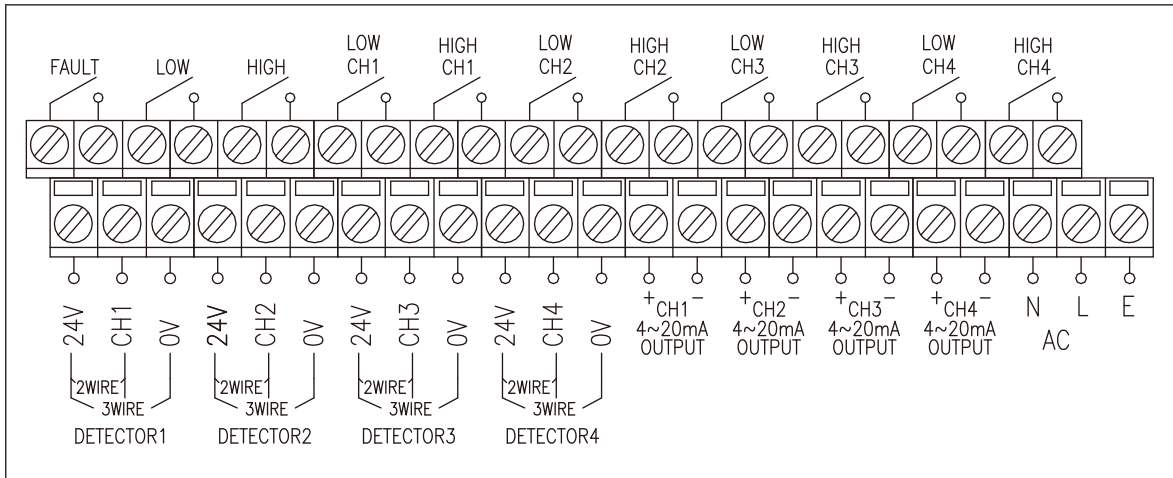 FAULT
LOW
HIGH
LOW
CH1
HIGH
CH1
LOW
CH2
HIGH
CH2
LOW
CH3
HIGH
CH3
LOW
CH4
HIGH
CH4
24V
CH1
0V
24V
CH2
0V
24V
CH3
0V
24V
CH4
0V
2WIRE
3WIRE
DETECTOR1
2WIRE
3WIRE
DETECTOR2
2WIRE
3WIRE
DETECTOR3
2WIRE
3WIRE
DETECTOR4
+CH1-
4~20mA
OUTPUT
+CH2-
4~20mA
OUTPUT
+CH3-
4~20mA
OUTPUT
+CH4-
4~20mA
OUTPUT
N L E
AC